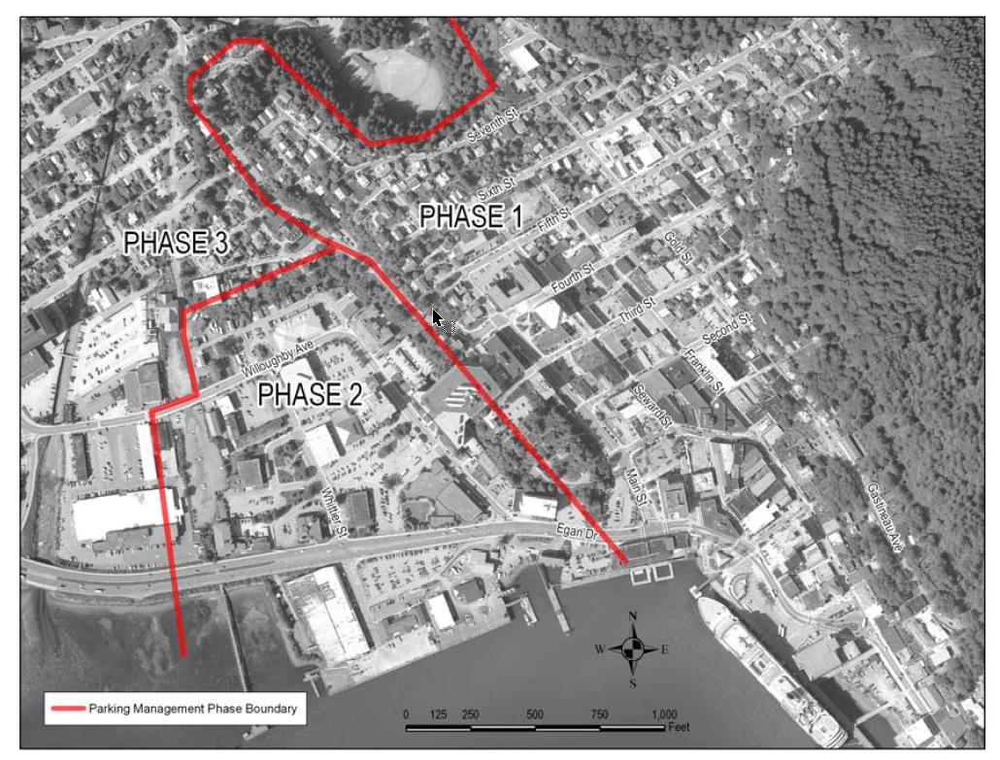 Seventh St
Sixth St
PHASE 1
Fifth St
PHASE 3
Gold St
Fourth St
Third St
Second St
Willoughby Ave
Franklin St
PHASE 2
Seward St
Main St
Whittier St
Gastineau Ave
Egan Dr
N
W E
S
Parking Management Phase Boundary
0 125 250 500 750 1,000
Feet